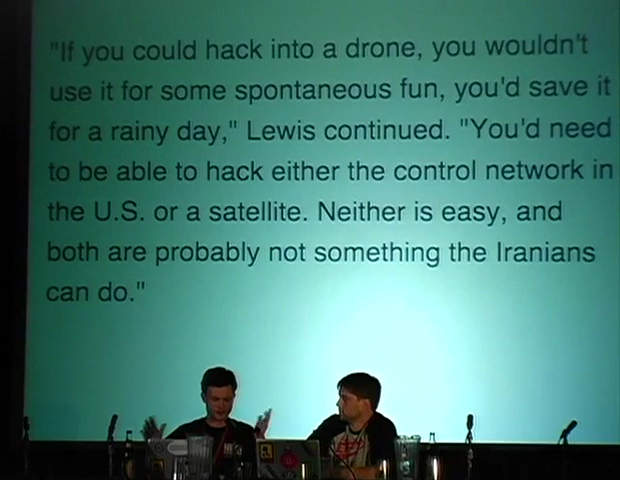 "If you could hack into a drone, you wouldn't
use it for some spontaneous fun, you'd save it
for a rainy day," Lewis continued. "You'd need
to be able to hack either the control network in
the U.S. or a satellite. Neither is easy, and
both are probably not something the Iranians
can do."